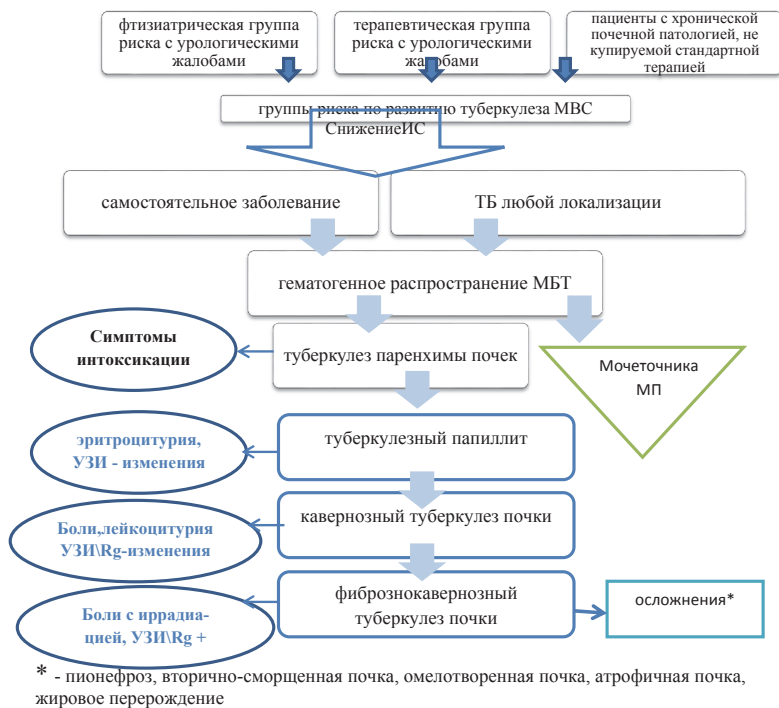 фтизиатрическая группа
риска с урологическими
жалобами
терапевтическая группа
риска с урологическими
жалобами
пациенты с хронической
почечной патологией, не
купируемой стандартной
терапией
группы риска по развитию туберкулеза МВС
СнижениеИС
самостоятельное заболевание
ТБ любой локализации
гематогенное распространение МБТ
Симптомы
интоксикации
туберкулез паренхимы почек
Мочеточника
МП
эритроцитурия,
УЗИ - изменения
туберкулезный папиллит
Боли,лейкоцитурия
УЗИ\Rg-изменения
кавернозный туберкулез почки
Боли с иррадиа-
цией, УЗИ\Rg +
фибрознокавернозный
туберкулез почки
осложнения*
* - пионефроз, вторично-сморщенная почка, омелотворенная почка, атрофичная почка,
жировое перерождение